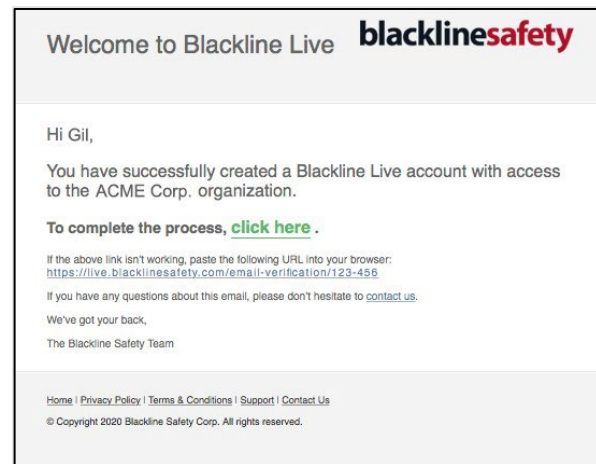 Welcome to Blackline Live
blacklinesafety
Hi Gil,
You have successfully created a Blackline Live account with access
to the ACME Corp. organization.
To complete the process, click here .
If the above link isn't working, paste the following URL into your browser:
https://live.blacklinesafety.com/email-verification/123-456
If you have any questions about this email, please don't hesitate to contact us.
We've got your back,
The Blackline Safety Team
Home | Privacy Policy | Terms & Conditions | Support | Contact Us
© Copyright 2020 Blackline Safety Corp. All rights reserved.